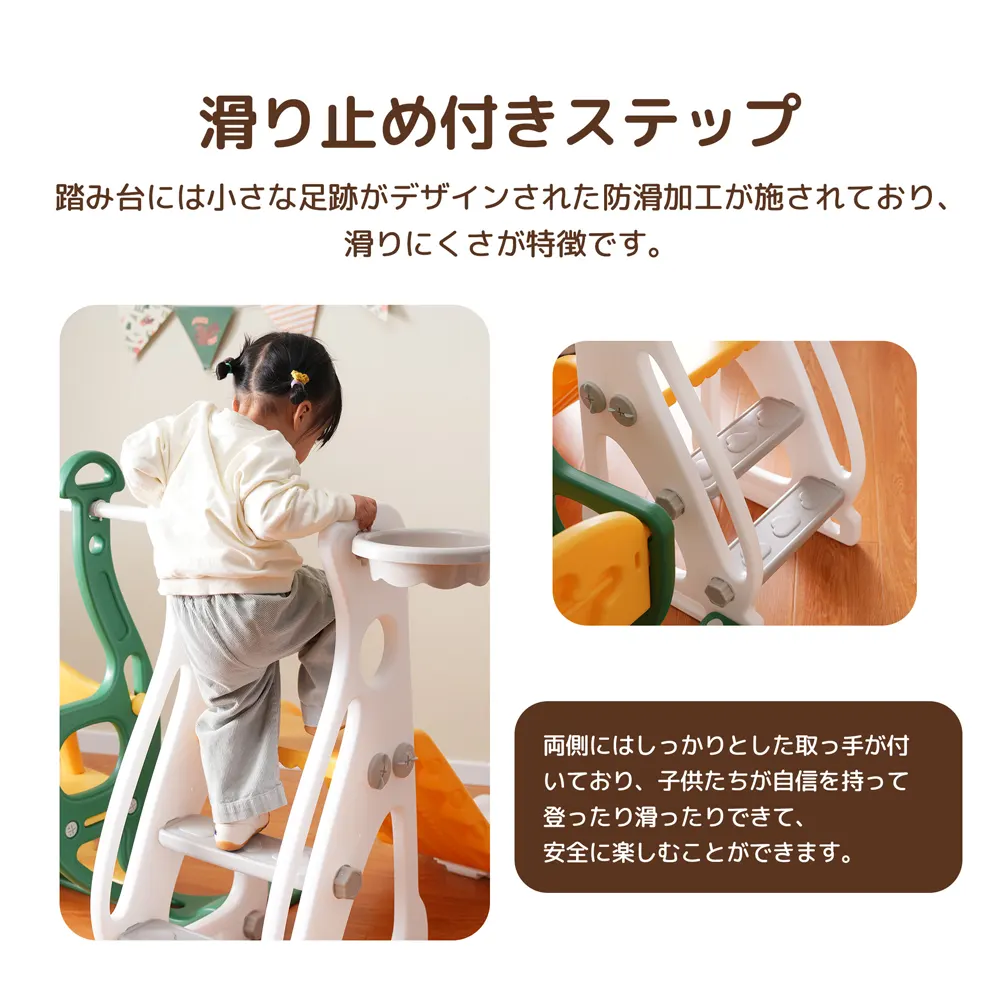 滑り止め付きステップ
踏み台には小さな足跡がデザインされた防滑加工が施されており、
滑りにくさが特徴です。
両側にはしっかりとした取っ手が付
いており、子供たちが自信を持って
登ったり滑ったりできて、
安全に楽しむことができます。